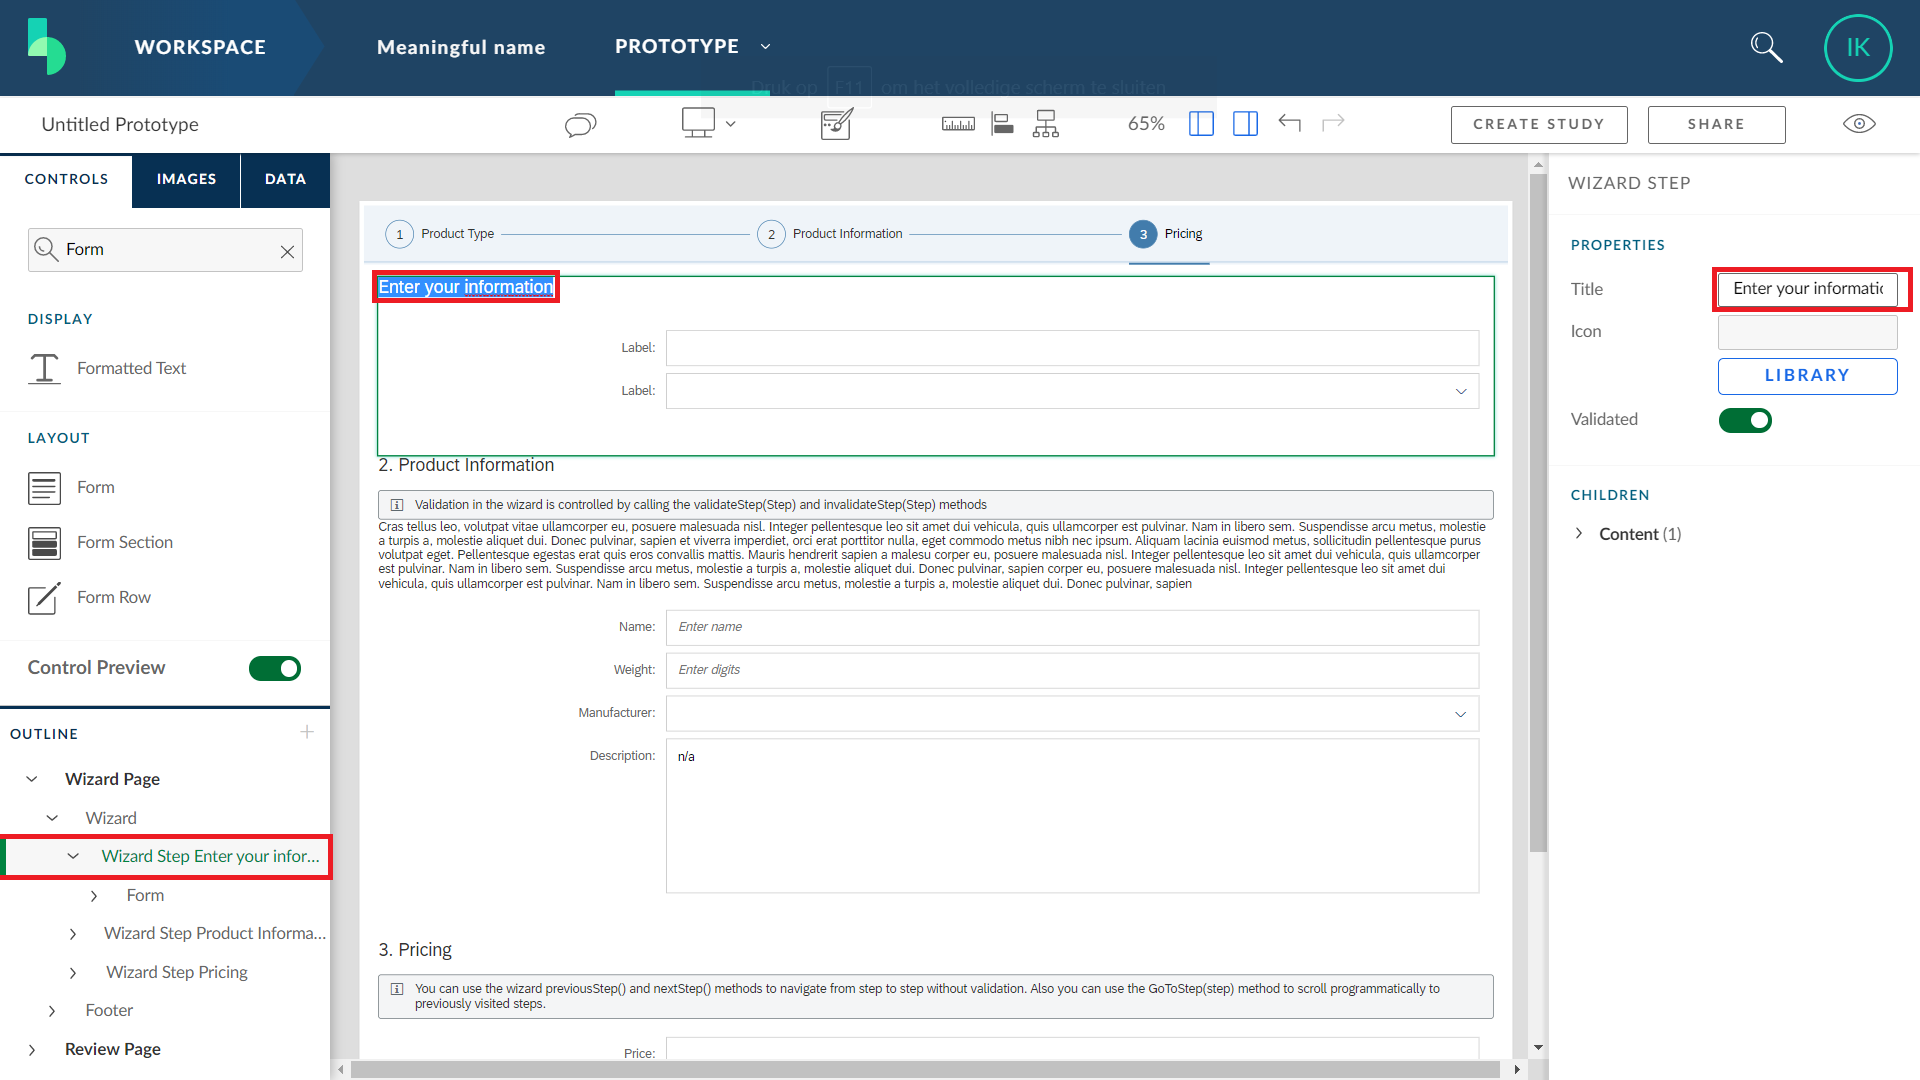 WORKSPACE
Meaningful name
PROTOTYPE
IK
Druk op F11 om het volledige scherm te sluiten
Untitled Prototype
65%
CREATE STUDY
SHARE
CONTROLS
IMAGES
DATA
Form
DISPLAY
Formatted Text
LAYOUT
Form
Form Section
Form Row
Control Preview
OUTLINE
Wizard Page
Wizard
Wizard Step Enter your infor...
Form
Wizard Step Product Informa...
Wizard Step Pricing
Footer
Review Page
1 Product Type
2 Product Information
3 Pricing
Enter your information
Label:
Label:
2. Product Information
Validation in the wizard is controlled by calling the validateStep(Step) and invalidateStep(Step) methods
Cras tellus leo, volutpat vitae ullamcorper eu, posuere malesuada nisl. Integer pellentesque leo sit amet dui vehicula, quis ullamcorper est pulvinar. Nam in libero sem. Suspendisse arcu metus, molestie
a turpis a, molestie aliquet dui. Donec pulvinar, sapien et viverra imperdiet, orci erat porttitor nulla, eget commodo metus nibh nec ipsum. Aliquam lacinia euismod metus, sollicitudin pellentesque purus
volutpat eget. Pellentesque egestas erat quis eros convallis mattis. Mauris hendrerit sapien a malesu corper eu, posuere malesuada nisl. Integer pellentesque leo sit amet dui vehicula, quis ullamcorper
est pulvinar. Nam in libero sem. Suspendisse arcu metus, molestie a turpis a, molestie aliquet dui. Donec pulvinar, sapien corper eu, posuere malesuada nisl. Integer pellentesque leo sit amet dui
vehicula, quis ullamcorper est pulvinar. Nam in libero sem. Suspendisse arcu metus, molestie a turpis a, molestie aliquet dui. Donec pulvinar, sapien
Name: Enter name
Weight: Enter digits
Manufacturer:
Description: n/a
3. Pricing
You can use the wizard previousStep() and nextStep() methods to navigate from step to step without validation. Also you can use the GoToStep(step) method to scroll programmatically to
previously visited steps.
Price:
WIZARD STEP
PROPERTIES
Title Enter your informatic
Icon
LIBRARY
Validated
CHILDREN
Content (1)